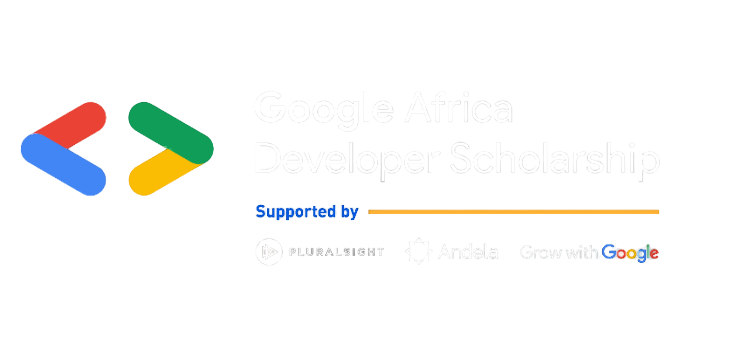 Google Africa
Developer Scholarship
Supported by
PLURALSIGHT Andela Grow with Google